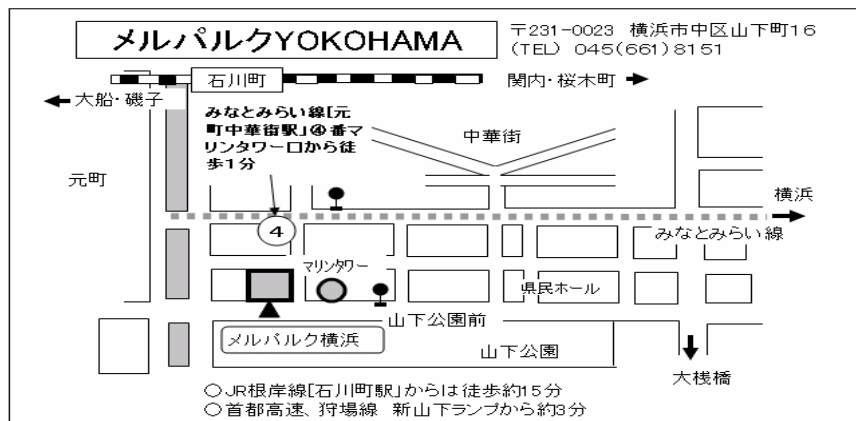 メルパルクYOKOHAMA
〒231-0023 横浜市中区山下町16
(TEL) 045(661)8151
石川町
関内・桜木町
大船・磯子
みなとみらい線[元
町中華街駅」④番マ
リンタワー口から徒
歩1分
中華街
元町
横浜
4
みなとみらい線
マリンタワー
県民ホール
山下公園前
メルパルク横浜
山下公園
大桟橋
○JR根岸線[石川町駅」からは徒歩約15分
○首都高速、狩場線 新山下ランプから約3分